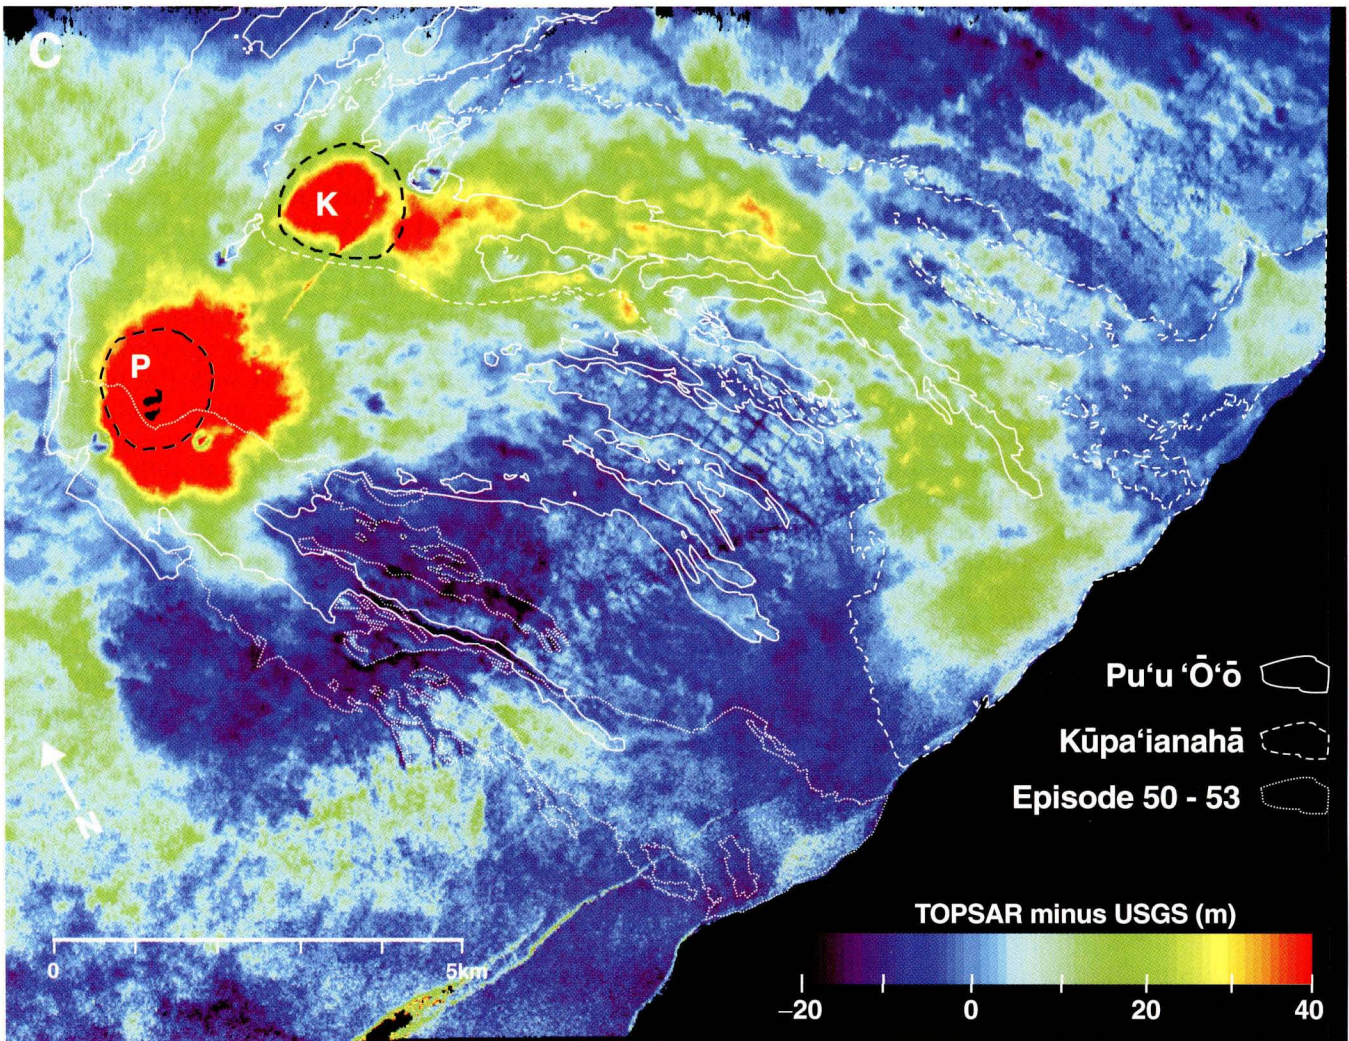 C
K
P
N
Pu‘u ‘Ō‘ō
Kūpa‘ianahā
Episode 50 - 53
TOPSAR minus USGS (m)
0 5km
−20 0 20 40